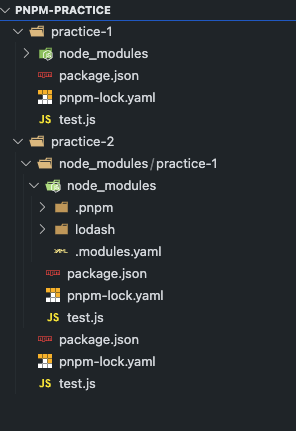 PNPM-PRACTICE
practice-1
node_modules
package.json
pnpm-lock.yaml
JS test.js
practice-2
node_modules/practice-1
node_modules
.pnpm
lodash
YAML .modules.yaml
package.json
pnpm-lock.yaml
JS test.js
package.json
pnpm-lock.yaml
JS test.js